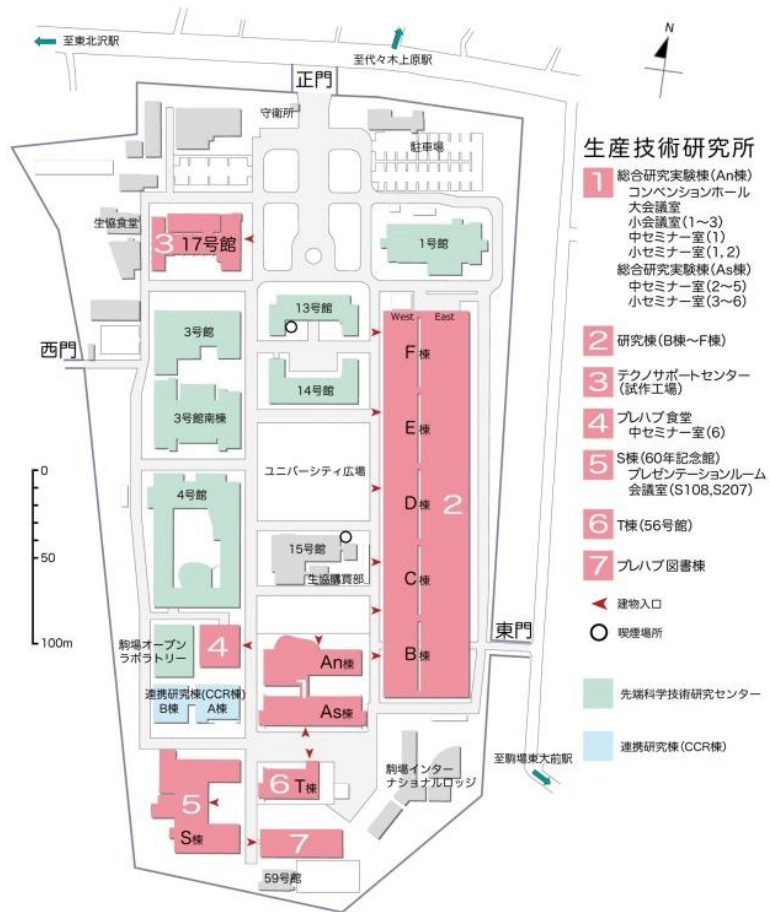 至東北沢駅
至代々木上原駅
N
正門
守衛所
駐車場
生協食堂
3 17号館
1号館
13号館
West East
3号館
F棟
西門
14号館
3号館南棟
E棟
ユニバーシティ広場
4号館
D棟
2
15号館
生協購買部
C棟
0
50
100m
駒場オープン
ラボラトリー
4
An棟
1
B棟
東門
連携研究棟(CCR棟)
B棟 A棟
As棟
5
S棟
6 T棟
駒場インター
ナショナルロッジ
至駒場東大前駅
7
59号館
生産技術研究所
1 総合研究実験棟(An棟)
コンベンションホール
大会議室
小会議室(1〜3)
中セミナー室(1)
小セミナー室(1, 2)
総合研究実験棟(As棟)
中セミナー室(2〜5)
小セミナー室(3〜6)
2 研究棟(B棟〜F棟)
3 テクノサポートセンター
(試作工場)
4 プレハブ食堂
中セミナー室(6)
5 S棟(60年記念館)
プレゼンテーションルーム
会議室(S108,S207)
6 T棟(56号館)
7 プレハブ図書棟
建物入口
喫煙場所
先端科学技術研究センター
連携研究棟(CCR棟)